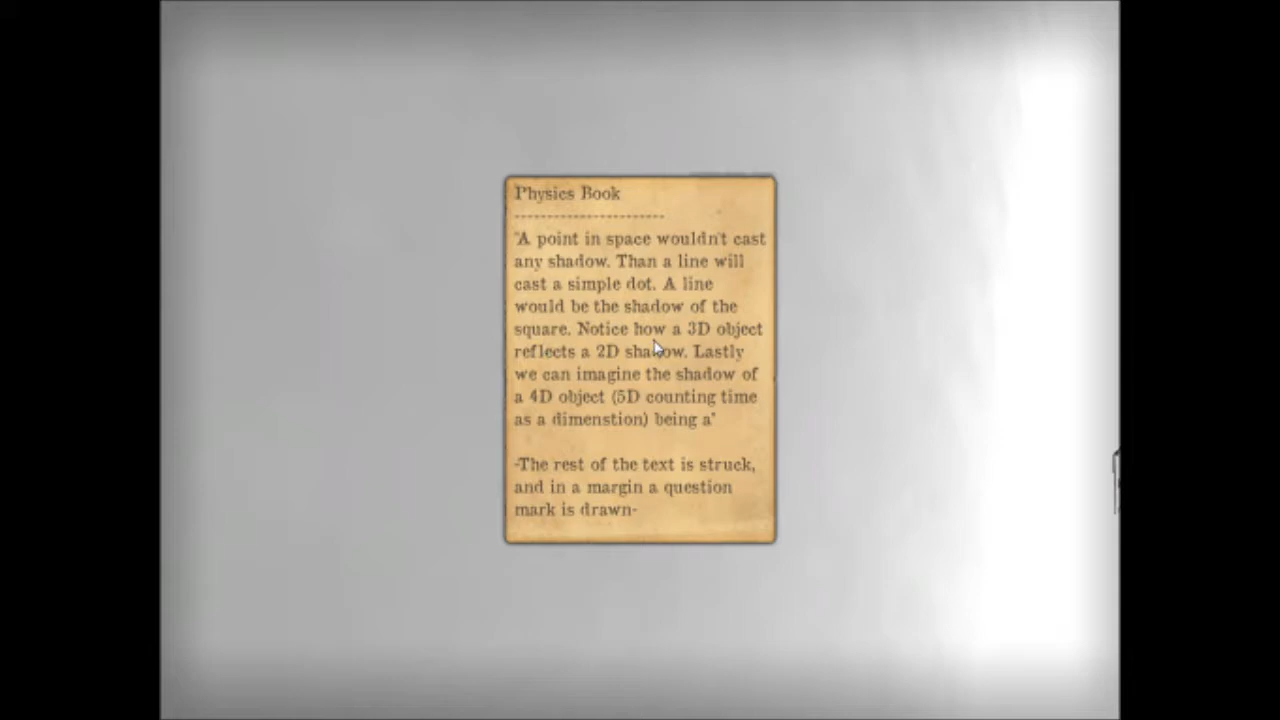 Physics Book
-----------------------
"A point in space wouldn't cast
any shadow. Than a line will
cast a simple dot. A line
would be the shadow of the
square. Notice how a 3D object
reflects a 2D shadow. Lastly
we can imagine the shadow of
a 4D object (5D counting time
as a dimenstion) being a"
-The rest of the text is struck,
and in a margin a question
mark is drawn-